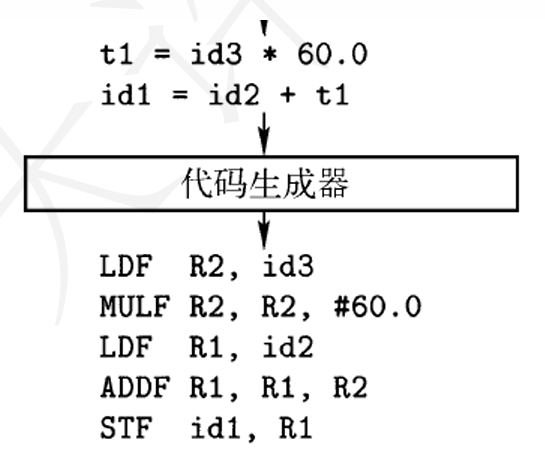 t1 = id3 * 60.0
id1 = id2 + t1
代码生成器
LDF R2, id3
MULF R2, R2, #60.0
LDF R1, id2
ADDF R1, R1, R2
STF id1, R1